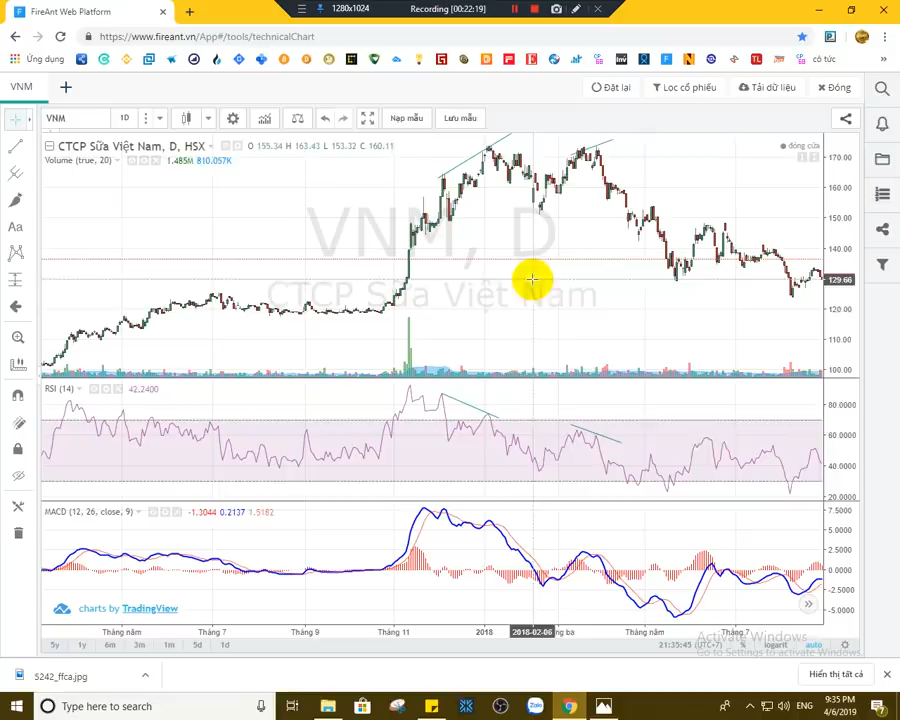 FireAnt Web Platform
1280x1024
Recording [00:22:19]
https://www.fireant.vn/App#/tools/technicalChart
Ứng dụng
cổ tức
VNM
Đặt lại
Lọc cổ phiếu
Tải dữ liệu
Đóng
VNM
1D
Nạp mẫu
Lưu mẫu
CTCP Sữa Việt Nam, D, HSX
O 155.34 H 163.43 L 153.32 C 160.11
đóng cửa
Volume (true, 20)
1.485M 810.057K
VNM, D
CTCP Sữa Việt Nam
170.00
160.00
150.00
140.00
129.66
120.00
110.00
100.00
RSI (14)
42.2400
80.0000
60.0000
40.0000
20.0000
MACD (12, 26, close, 9)
-1.3044 0.2137 1.5182
7.5000
5.0000
2.5000
0.0000
-2.5000
-5.0000
charts by TradingView
Tháng năm
Tháng 7
Tháng 9
Tháng 11
2018
2018-02-06
ng ba
Tháng năm
Tháng 7
5y
1y
6m
3m
1m
5d
1d
21:35:45 (UTC+7)
%
logarit
auto
Activate Windows
Go to Settings to activate Windows.
5242_ffca.jpg
Hiển thị tất cả
Type here to search
Zalo
ENG
9:35 PM
4/6/2019
7